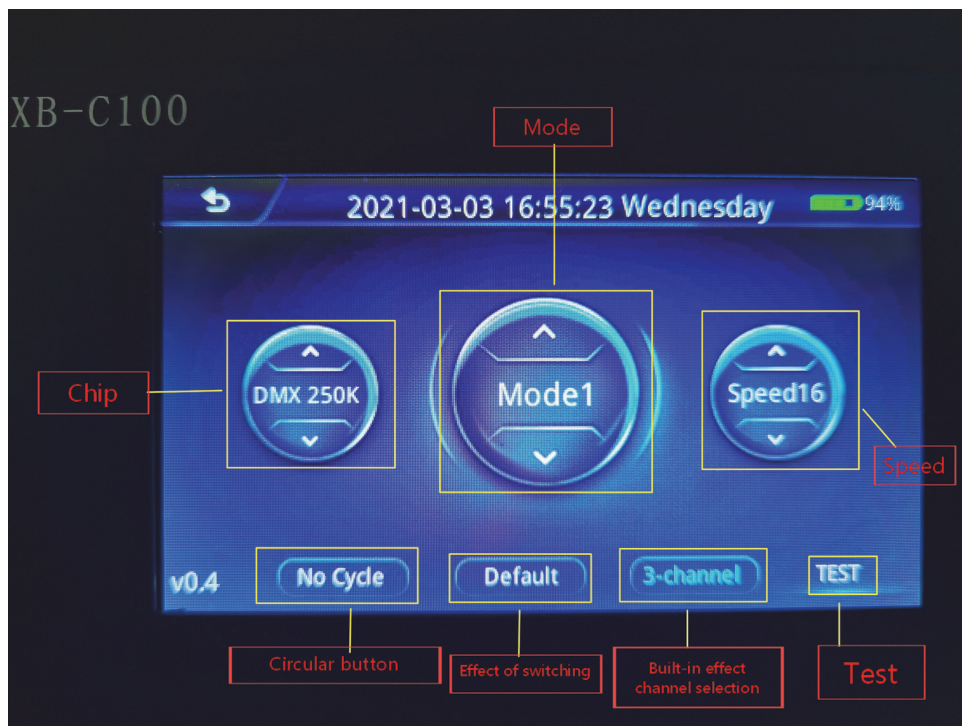 XB-C100
Mode
2021-03-03 16:55:23 Wednesday 94%
Chip
DMX 250K
Mode1
Speed16
Speed
v0.4
No Cycle
Default
3-channel
TEST
Circular button
Effect of switching
Built-in effect
channel selection
Test